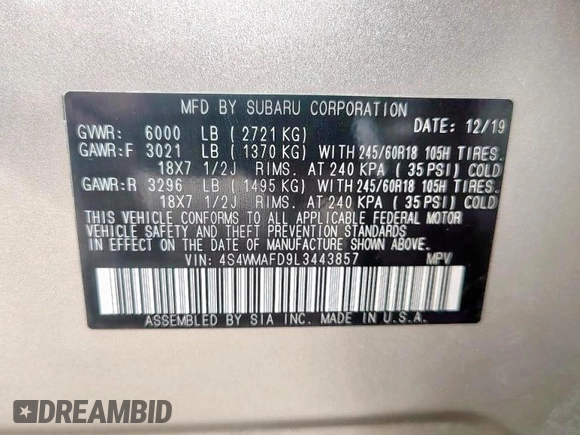 MFD BY SUBARU CORPORATION
GVWR: 6000 LB (2721 KG) DATE: 12/19
GAWR:F 3021 LB (1370 KG) WITH 245/60R18 105H TIRES.
18X7 1/2J RIMS. AT 240 KPA (35 PSI) COLD
GAWR:R 3296 LB (1495 KG) WITH 245/60R18 105H TIRES.
18X7 1/2J RIMS. AT 240 KPA (35 PSI) COLD
THIS VEHICLE CONFORMS TO ALL APPLICABLE FEDERAL MOTOR
VEHICLE SAFETY AND THEFT PREVENTION STANDARDS
IN EFFECT ON THE DATE OF MANUFACTURE SHOWN ABOVE.
VIN: 4S4WMAFD9L3443857 MPV
ASSEMBLED BY SIA INC. MADE IN U.S.A.
DREAMBID